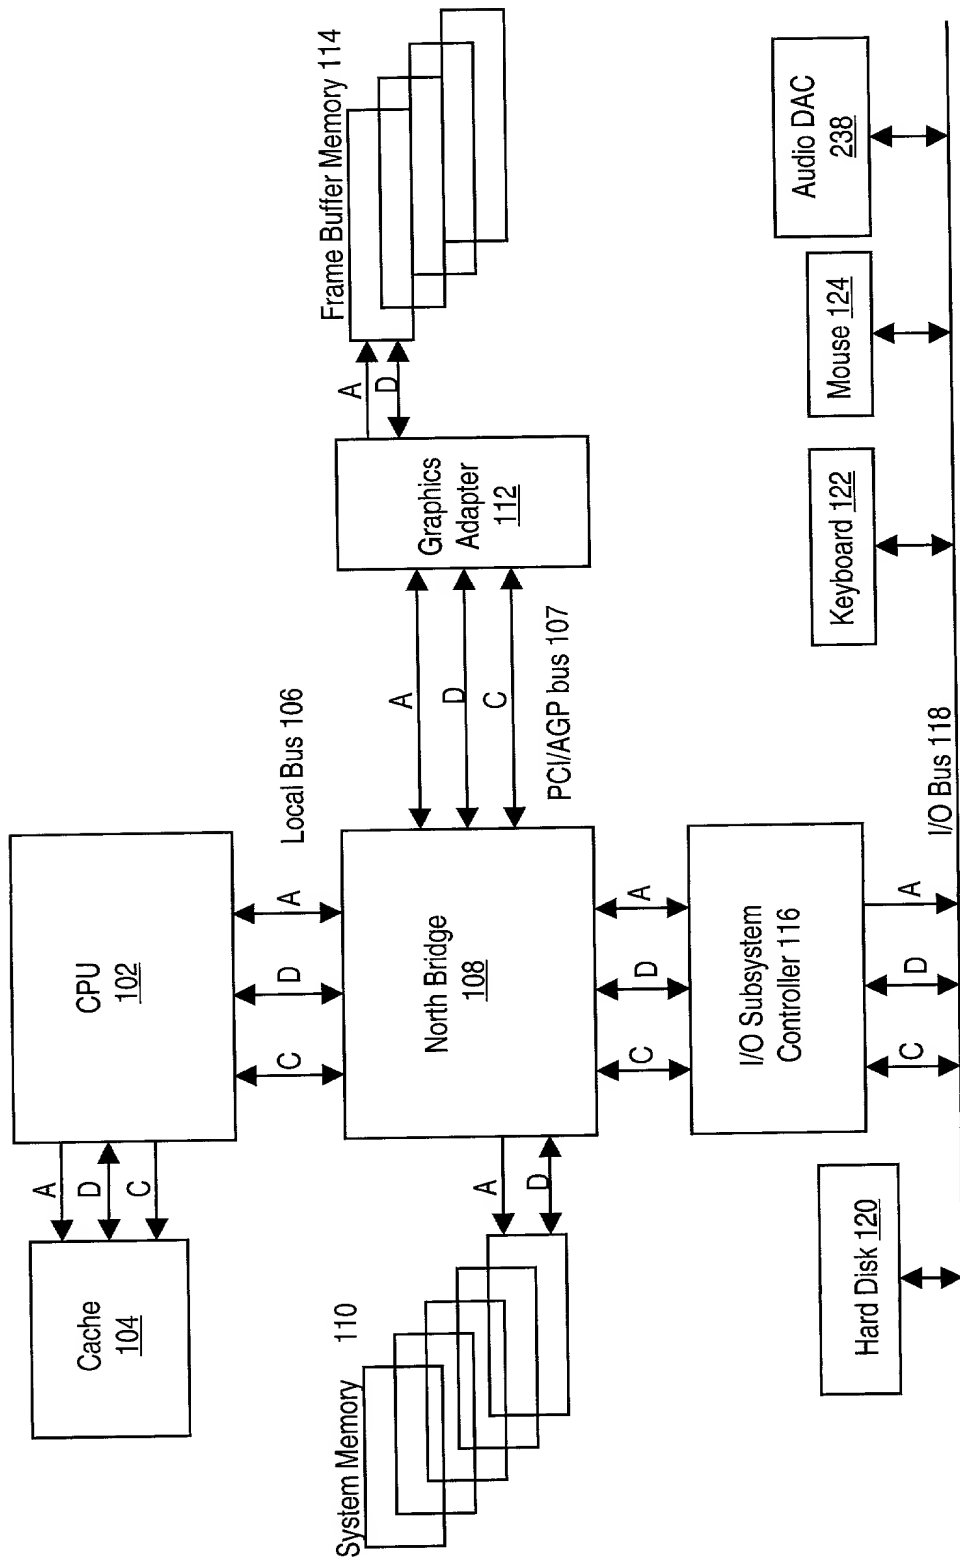 Cache
104
A
D
C
CPU
102
C
D
A
Local Bus 106
System Memory
110
A
D
North Bridge
108
A
D
C
PCI/AGP bus 107
Graphics
Adapter
112
A
D
Frame Buffer Memory 114
C
D
A
I/O Subsystem
Controller 116
C
D
A
I/O Bus 118
Hard Disk 120
Keyboard 122
Mouse 124
Audio DAC
238